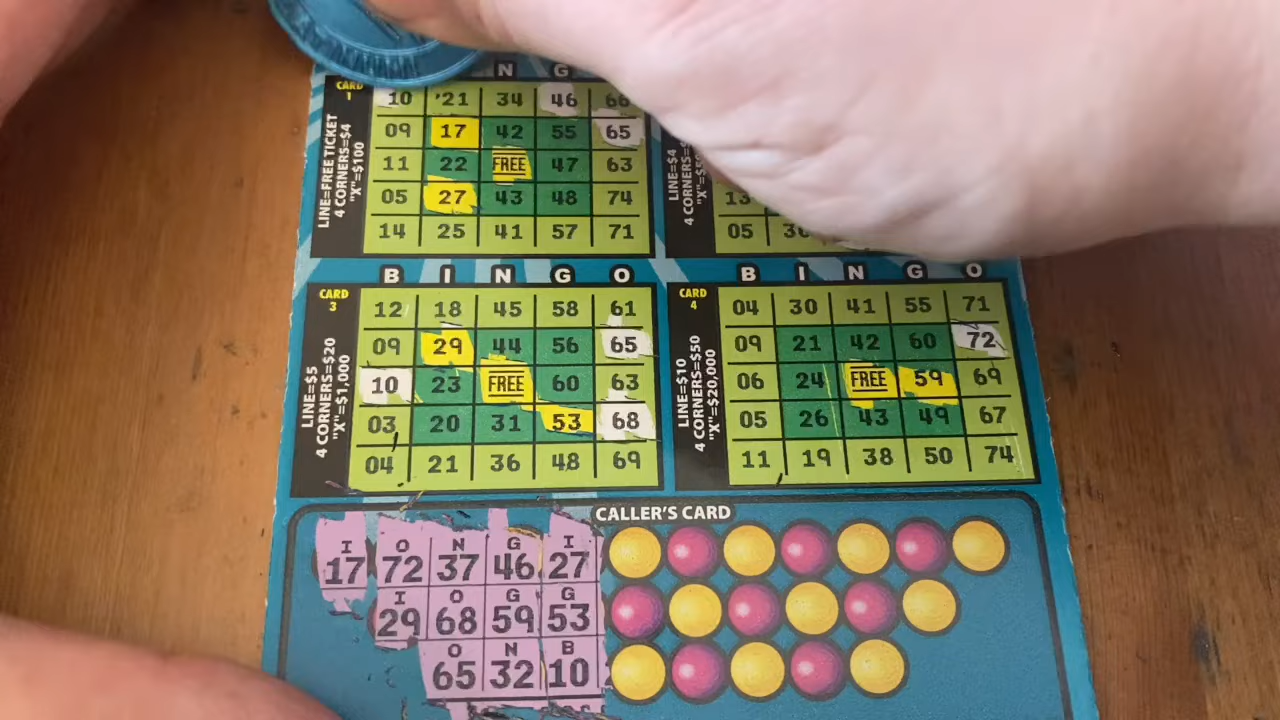 N G
CARD 1
LINE=FREE TICKET
4 CORNERS=$4
"X"=$100
10 21 34 46 66
09 17 42 55 65
11 22 FREE 47 63
05 27 43 48 74
14 25 41 57 71
LINE=$4
4 CORNERS=
13
05
B I N G O
CARD 3
LINE=$5
4 CORNERS=$20
"X"=$1,000
12 18 45 58 61
09 29 44 56 65
10 23 FREE 60 63
03 20 31 53 68
04 21 36 48 69
B I N G O
CARD 4
LINE=$10
4 CORNERS=$50
"X"=$20,000
04 30 41 55 71
09 21 42 60 72
06 24 FREE 59 69
05 26 43 49 67
11 19 38 50 74
CALLER'S CARD
I O N G I
17 72 37 46 27
I O G G
29 68 59 53
O N B
65 32 10